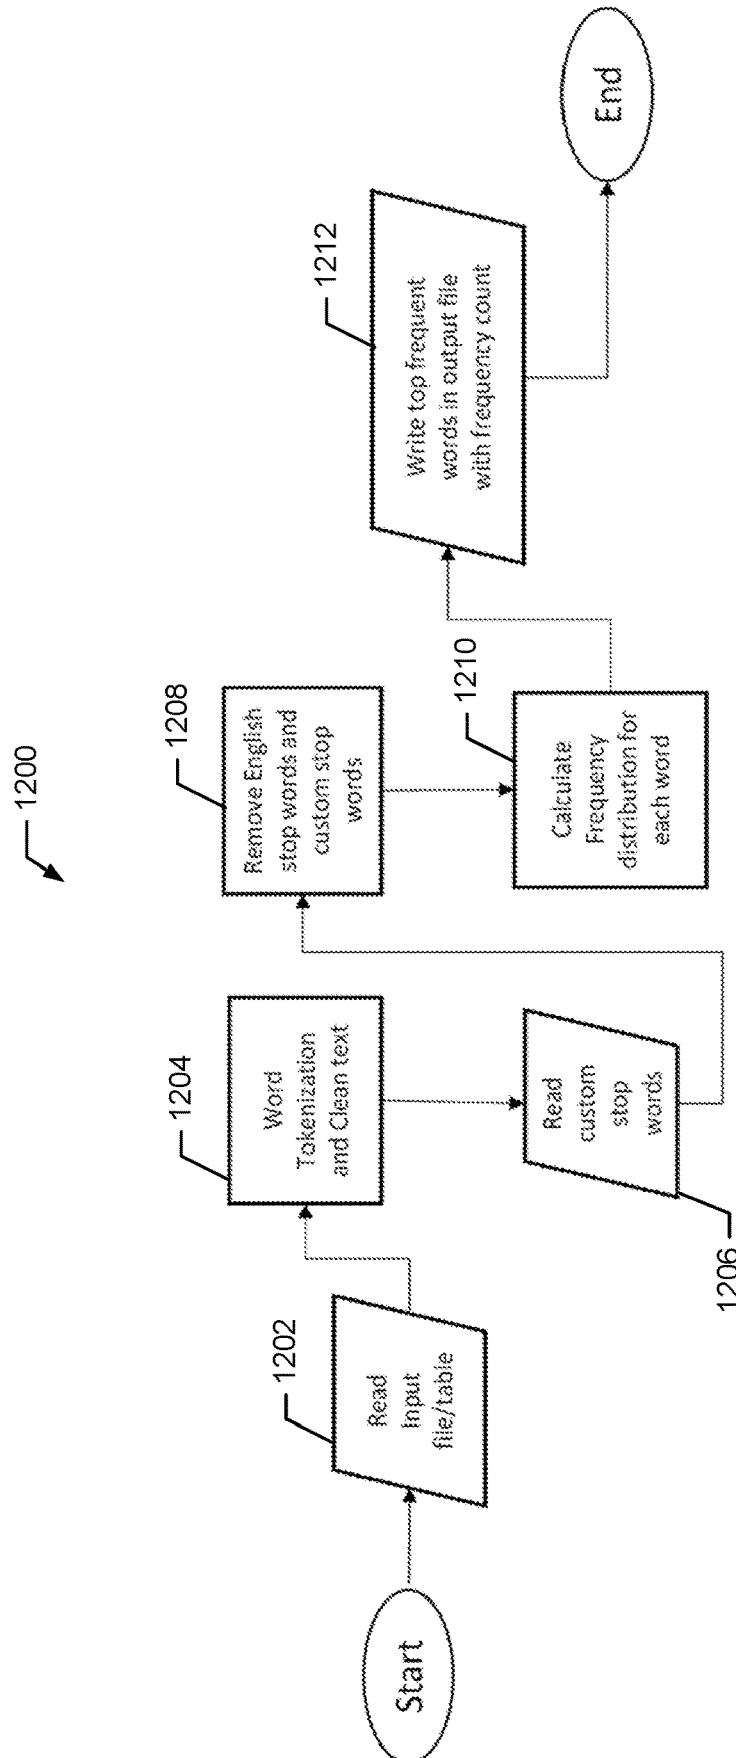 1200
Start
1202
Read
Input
file/table
1204
Word
Tokenization
and Clean text
1206
Read
custom
stop
words
1208
Remove English
stop words and
custom stop
words
1210
Calculate
Frequency
distribution for
each word
1212
Write top frequent
words in output file
with frequency count
End